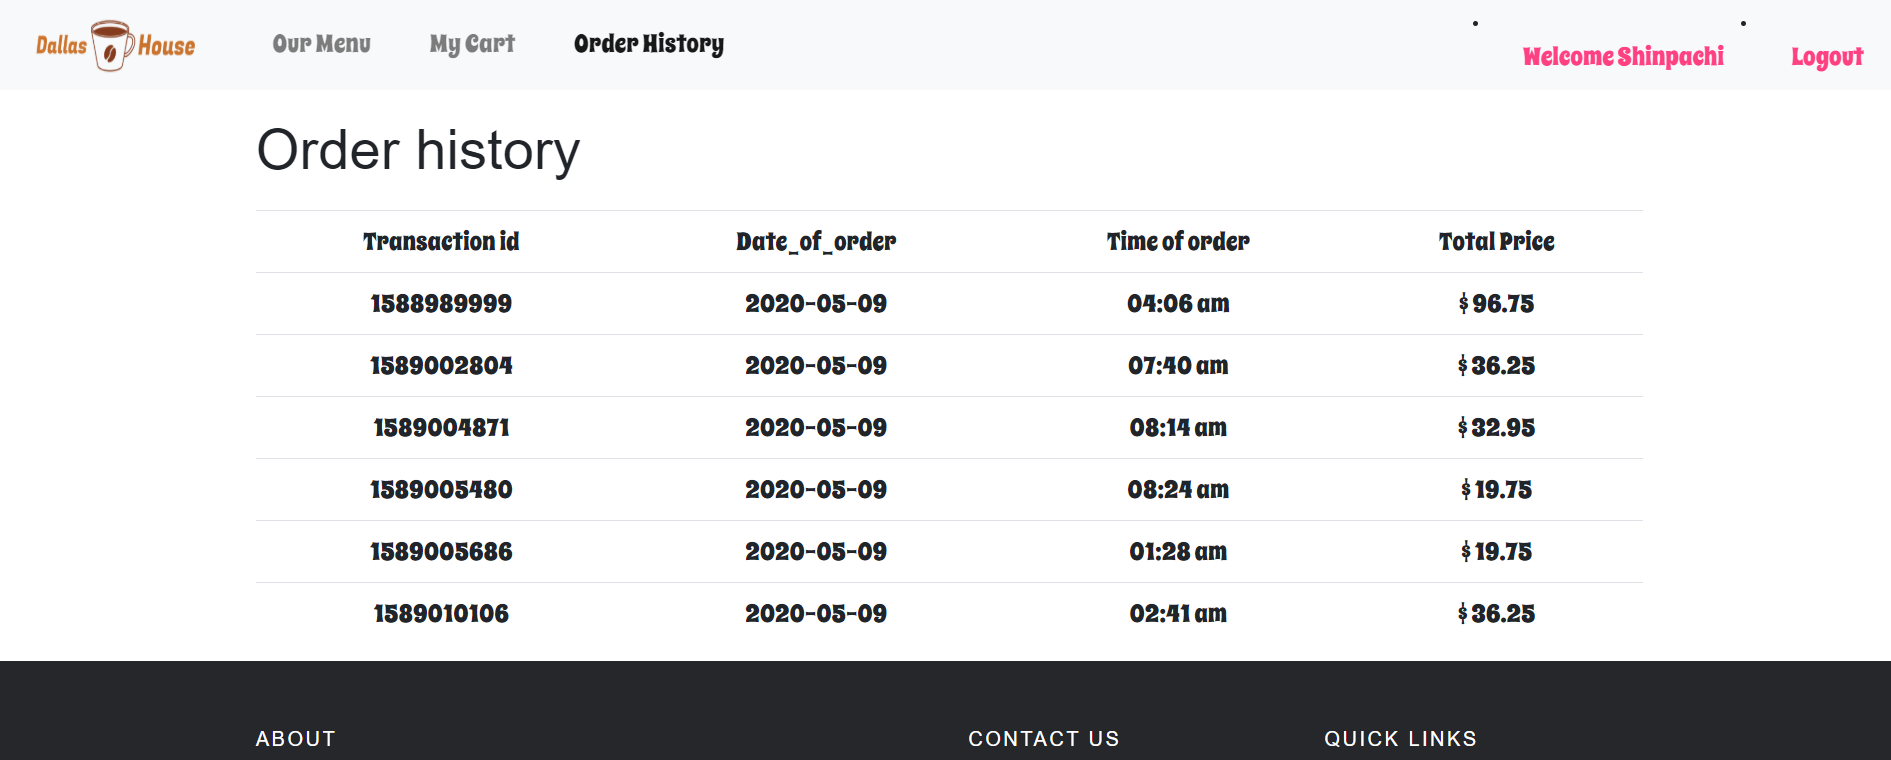 Dallas House Our Menu My Cart Order History Welcome Shinpachi Logout
Order history
Transaction id Date_of_order Time of order Total Price
1588989999 2020-05-09 04:06 am $ 96.75
1589002804 2020-05-09 07:40 am $ 36.25
1589004871 2020-05-09 08:14 am $ 32.95
1589005480 2020-05-09 08:24 am $ 19.75
1589005686 2020-05-09 01:28 am $ 19.75
1589010106 2020-05-09 02:41 am $ 36.25
ABOUT CONTACT US QUICK LINKS